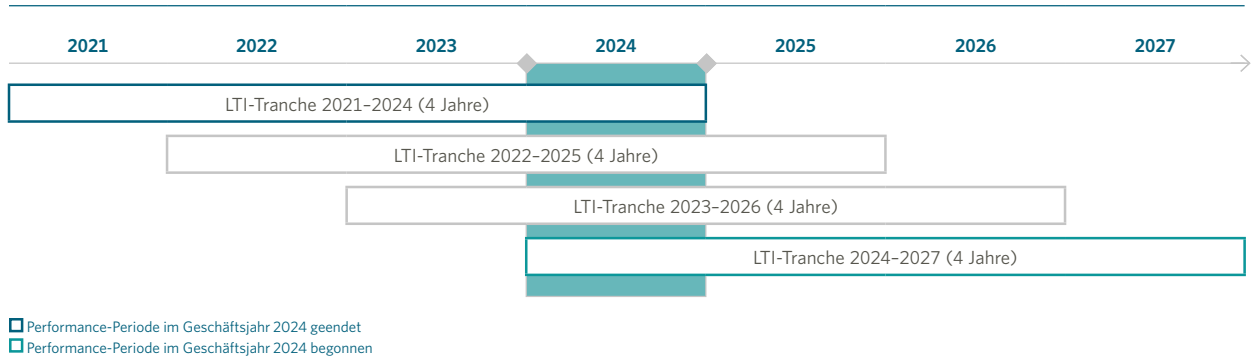 2021 2022 2023 2024 2025 2026 2027
LTI-Tranche 2021–2024 (4 Jahre)
LTI-Tranche 2022–2025 (4 Jahre)
LTI-Tranche 2023–2026 (4 Jahre)
LTI-Tranche 2024–2027 (4 Jahre)
Performance-Periode im Geschäftsjahr 2024 geendet
Performance-Periode im Geschäftsjahr 2024 begonnen